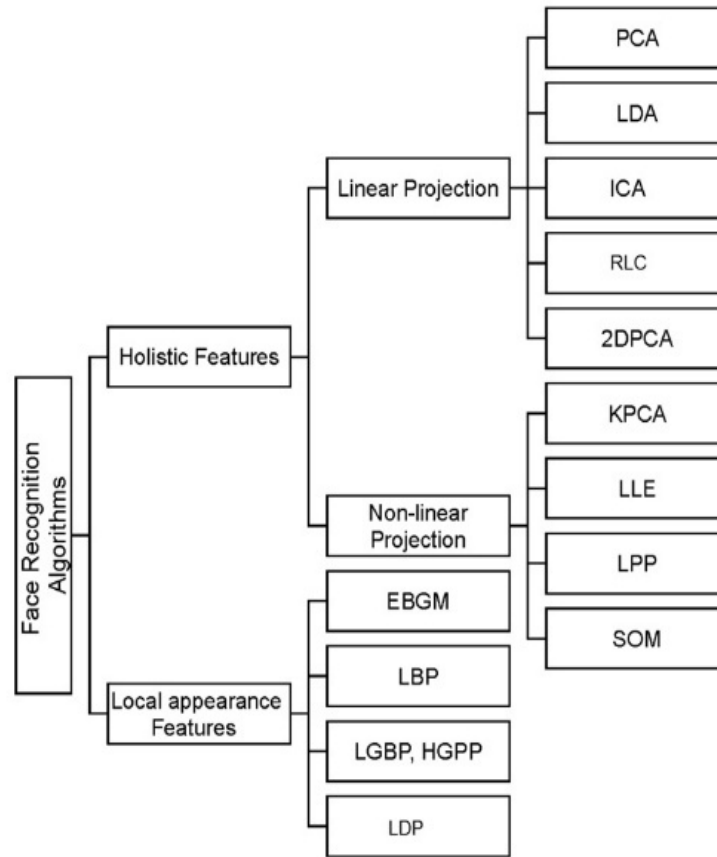 PCA
LDA
Linear Projection
ICA
RLC
Holistic Features
2DPCA
KPCA
Face Recognition
Algorithms
LLE
Non-linear
Projection
LPP
EBGM
SOM
LBP
Local appearance
Features
LGBP, HGPP
LDP